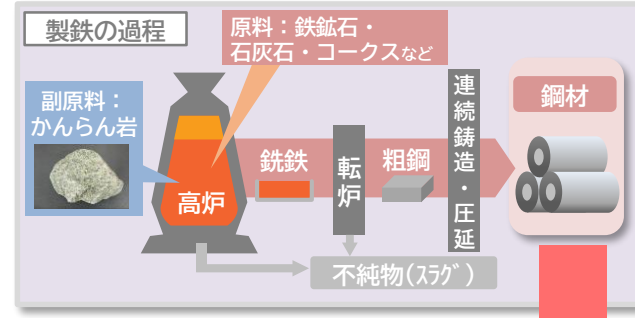 製鉄の過程
原料：鉄鉱石・
石灰石・コークスなど
副原料：
かんらん岩
高炉
銑鉄
転炉
粗鋼
連続鋳造・圧延
鋼材
不純物(ｽﾗｸﾞ)